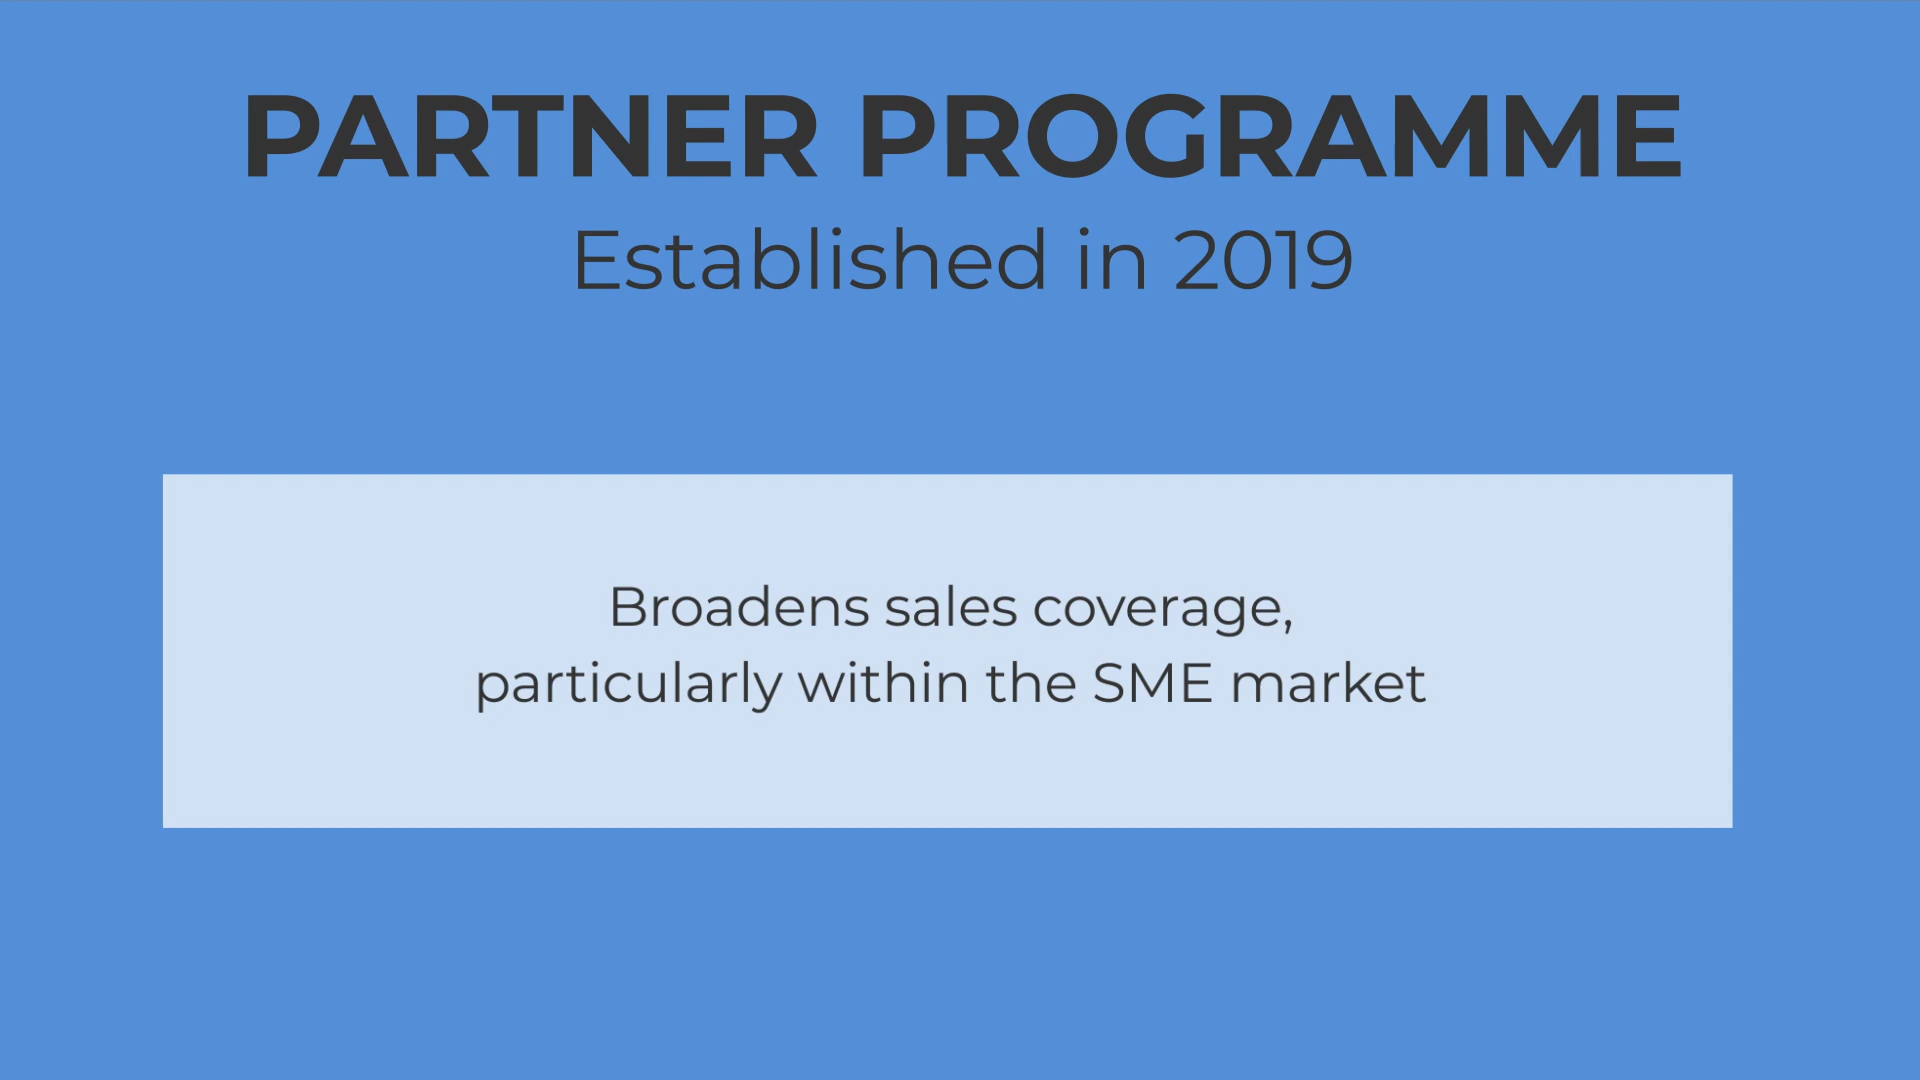 PARTNER PROGRAMME
Established in 2019
Broadens sales coverage,
particularly within the SME market